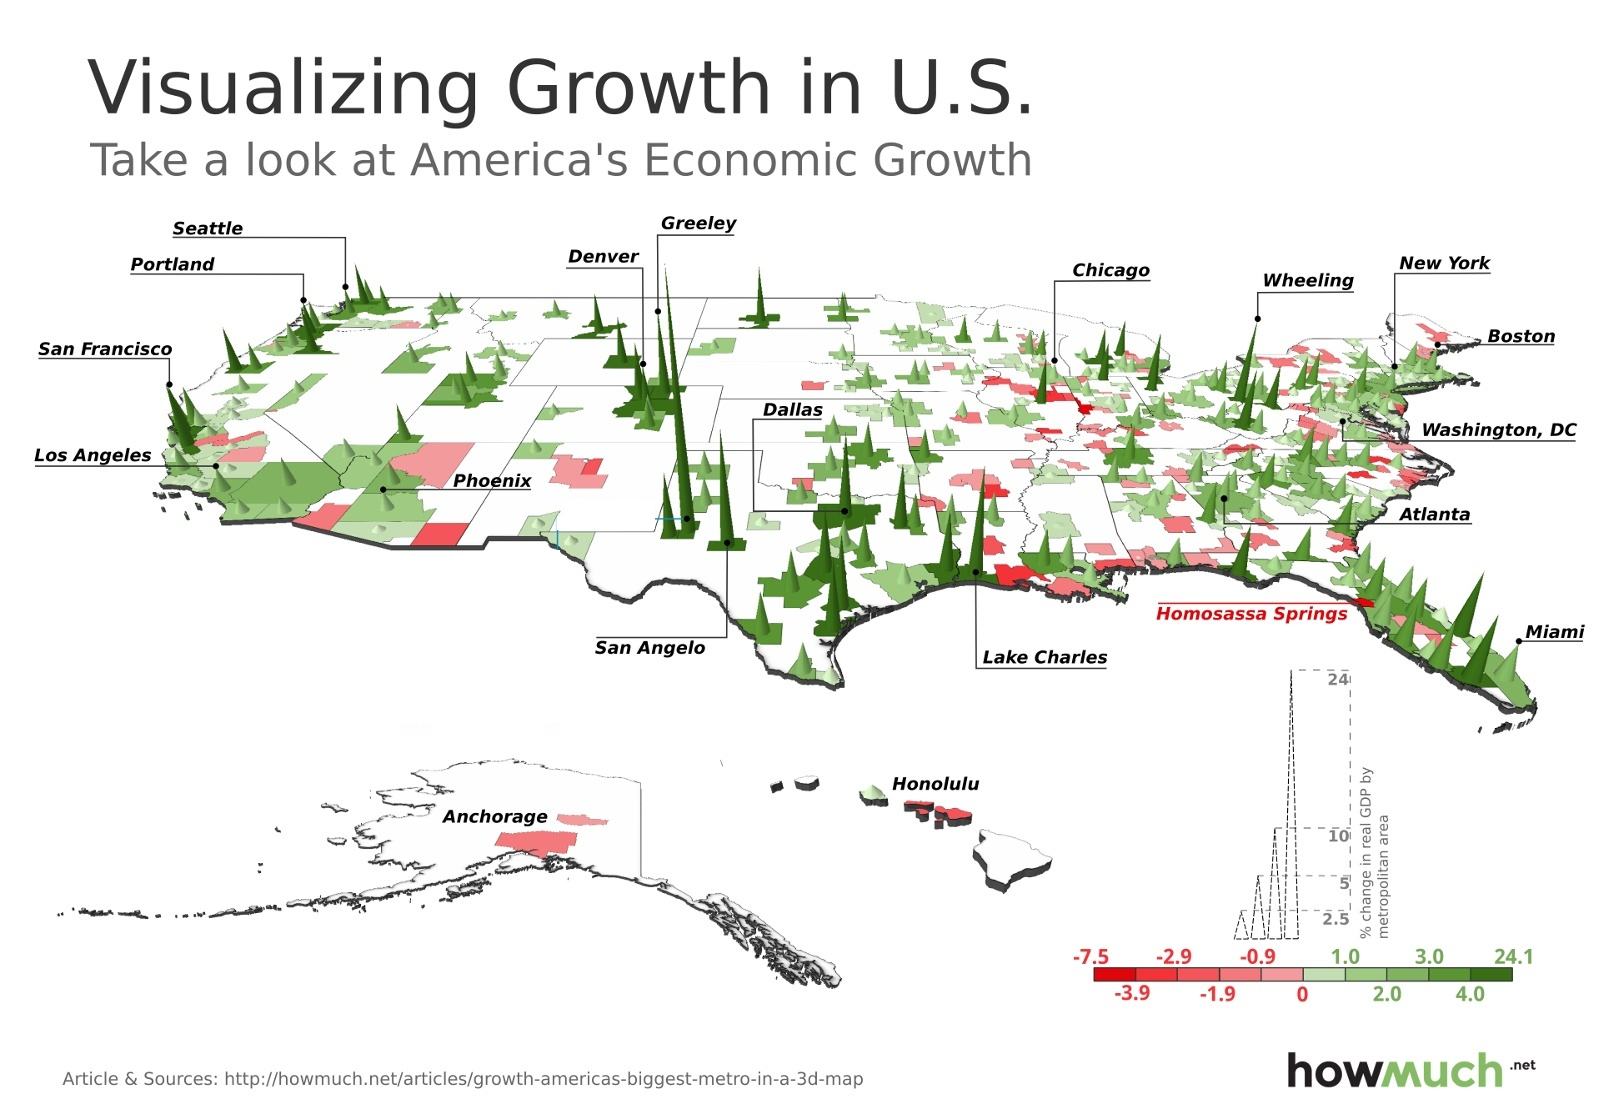 Visualizing Growth in U.S.
Take a look at America's Economic Growth
Seattle
Greeley
Portland
Denver
Chicago
Wheeling
New York
San Francisco
Boston
Dallas
Washington, DC
Los Angeles
Phoenix
Atlanta
Homosassa Springs
Miami
San Angelo
Lake Charles
24
10
5
2.5
% change in real GDP by
metropolitan area
Honolulu
Anchorage
-7.5 -2.9 -0.9 1.0 3.0 24.1
-3.9 -1.9 0 2.0 4.0
Article & Sources: http://howmuch.net/articles/growth-americas-biggest-metro-in-a-3d-map
howmuch.net